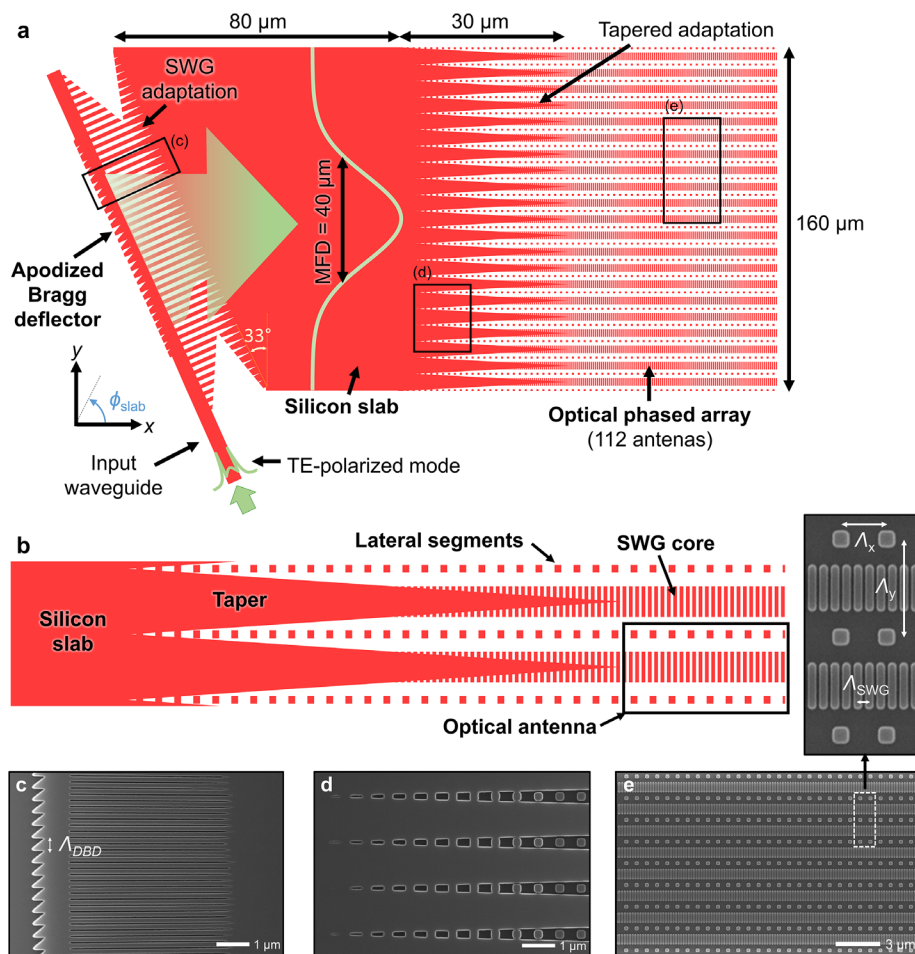 80 μm
30 μm
a
Tapered adaptation
SWG
adaptation
(c)
(e)
MFD = 40 μm
160 μm
Apodized
Bragg
deflector
(d)
33°
y
ϕslab
x
Silicon slab
Optical phased array
(112 antenas)
Input
waveguide
TE-polarized mode
b
Lateral segments
SWG core
Λx
Silicon
slab
Taper
Λy
ΛSWG
Optical antenna
c
d
e
ΛDBD
1 μm
1 μm
3 μm